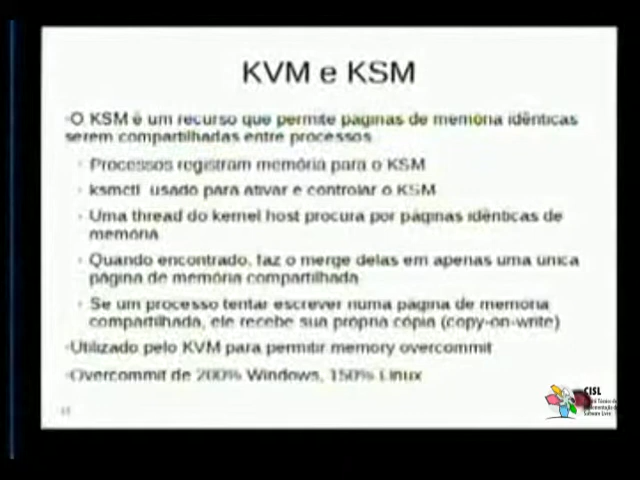 KVM e KSM
O KSM é um recurso que permite páginas de memória idênticas
serem compartilhadas entre processos
Processos registram memória para o KSM
ksmctl usado para ativar e controlar o KSM
Uma thread do kernel host procura por páginas idênticas de
memória
Quando encontrado, faz o merge delas em apenas uma única
página de memória compartilhada
Se um processo tentar escrever numa página de memória
compartilhada, ele recebe sua própria cópia (copy-on-write)
Utilizado pelo KVM para permitir memory overcommit
Overcommit de 200% Windows, 150% Linux
CISL
Software Livre